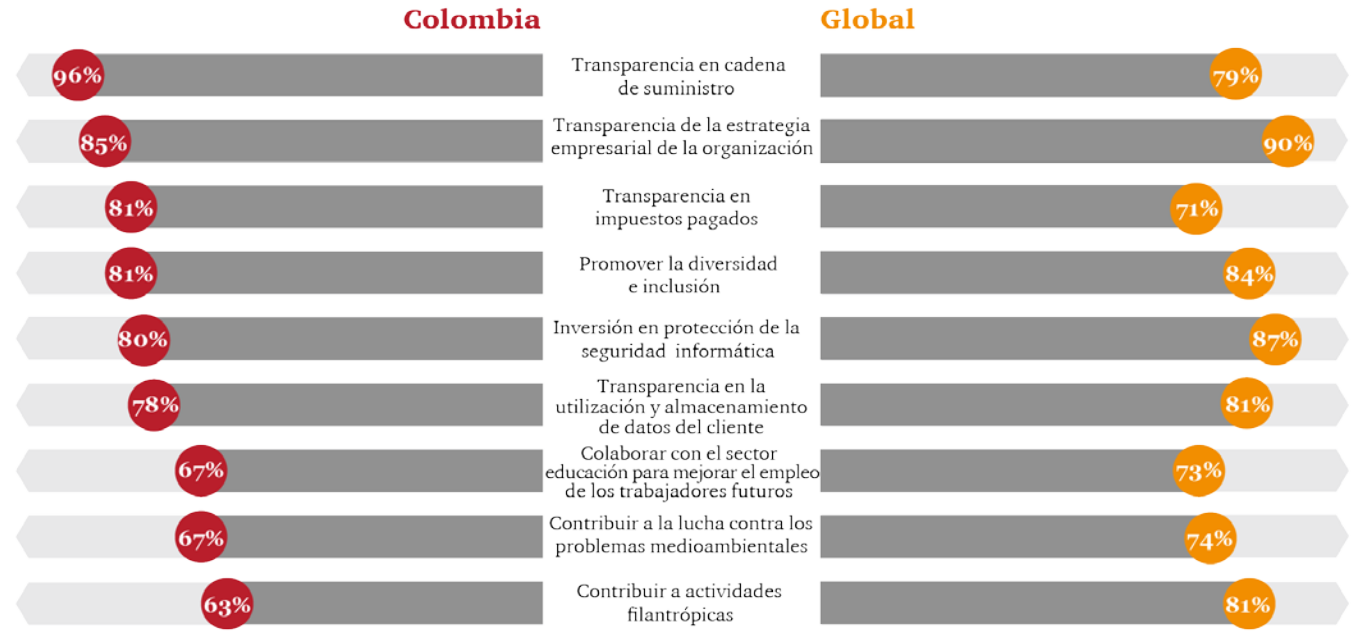 Colombia
Global
96%
Transparencia en cadena
de suministro
79%
85%
Transparencia de la estrategia
empresarial de la organización
90%
81%
Transparencia en
impuestos pagados
71%
81%
Promover la diversidad
e inclusión
84%
80%
Inversión en protección de la
seguridad informática
87%
78%
Transparencia en la
utilización y almacenamiento
de datos del cliente
81%
67%
Colaborar con el sector
educación para mejorar el empleo
de los trabajadores futuros
73%
67%
Contribuir a la lucha contra los
problemas medioambientales
74%
63%
Contribuir a actividades
filantrópicas
81%